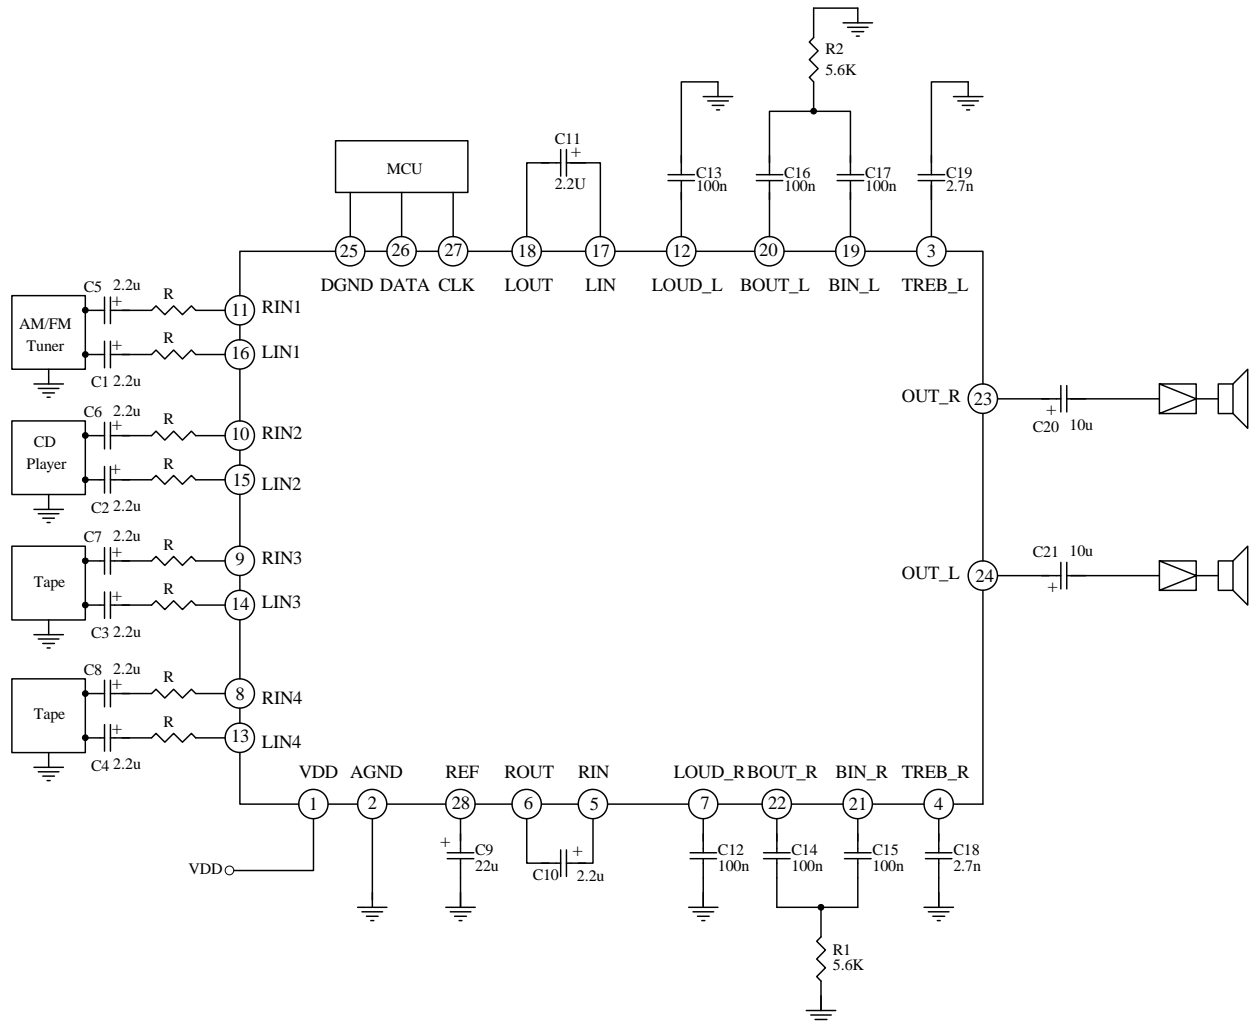 R2
5.6K
MCU
C11
+
2.2U
C13
100n
C16
100n
C17
100n
C19
2.7n
25
26
27
18
17
12
20
19
3
DGND
DATA
CLK
LOUT
LIN
LOUD_L
BOUT_L
BIN_L
TREB_L
AM/FM
Tuner
C5
2.2u
+
R
11
RIN1
+
R
16
LIN1
C1
2.2u
CD
Player
C6
2.2u
+
R
10
RIN2
+
R
15
LIN2
C2
2.2u
Tape
C7
2.2u
+
R
9
RIN3
+
R
14
LIN3
C3
2.2u
Tape
C8
2.2u
+
R
8
RIN4
+
R
13
LIN4
C4
2.2u
OUT_R
23
+
C20
10u
OUT_L
24
C21
10u
+
VDD
AGND
REF
ROUT
RIN
LOUD_R
BOUT_R
BIN_R
TREB_R
1
2
28
6
5
7
22
21
4
VDD
+
C9
22u
C10
+
2.2u
C12
100n
C14
100n
C15
100n
C18
2.7n
R1
5.6K